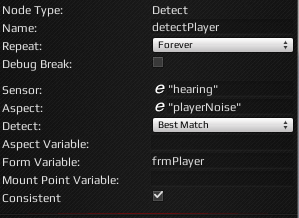 Node Type: Detect
Name: detectPlayer
Repeat: Forever
Debug Break:
Sensor: e "hearing"
Aspect: e "playerNoise"
Detect: Best Match
Aspect Variable:
Form Variable: frmPlayer
Mount Point Variable:
Consistent